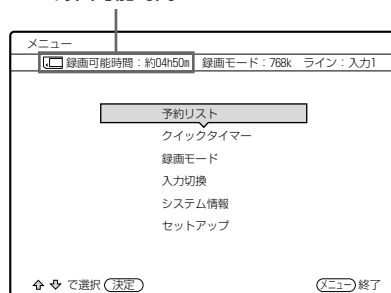 メニュー
録画可能時間：約04h50m 録画モード：768k ライン：入力1
予約リスト
クイックタイマー
録画モード
入力切換
システム情報
セットアップ
で選択 決定 メニュー 終了